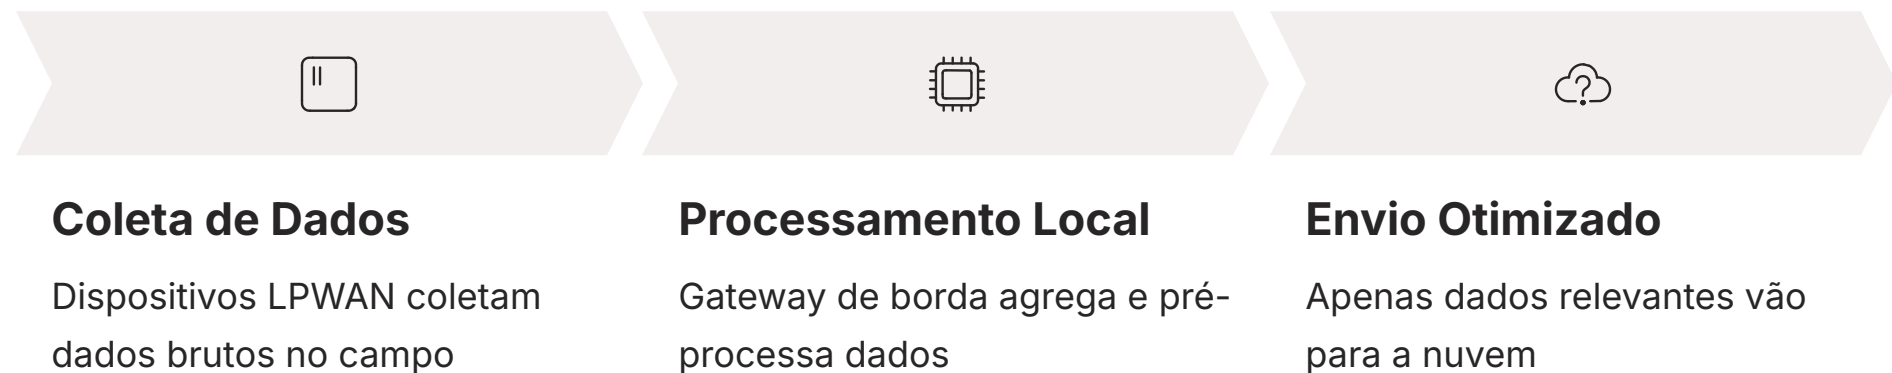 Coleta de Dados
Dispositivos LPWAN coletam
dados brutos no campo
Processamento Local
Gateway de borda agrega e pré-
processa dados
Envio Otimizado
Apenas dados relevantes vão
para a nuvem